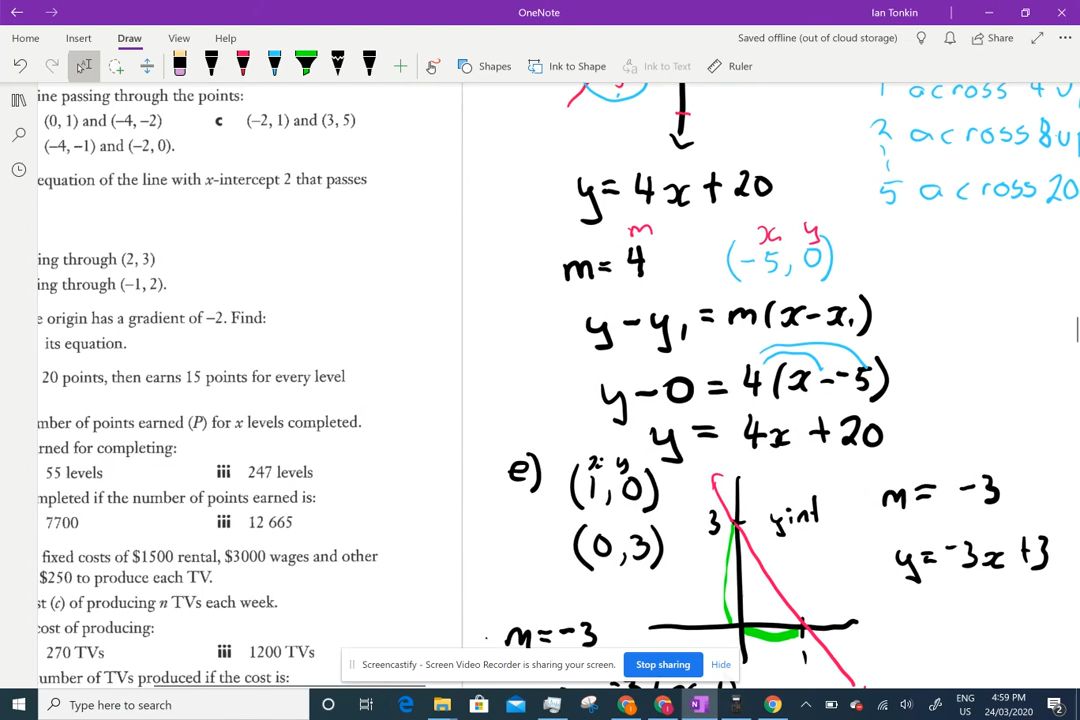 OneNote
Ian Tonkin
Home Insert Draw View Help
Saved offline (out of cloud storage)
Share
Shapes
Ink to Shape
Ink to Text
Ruler
ine passing through the points:
(0, 1) and (−4, −2) c (−2, 1) and (3, 5)
(−4, −1) and (−2, 0).
equation of the line with x-intercept 2 that passes
ing through (2, 3)
ing through (−1, 2).
e origin has a gradient of −2. Find:
its equation.
20 points, then earns 15 points for every level
mber of points earned (P) for x levels completed.
rned for completing:
55 levels iii 247 levels
mpleted if the number of points earned is:
7700 iii 12 665
fixed costs of $1500 rental, $3000 wages and other
$250 to produce each TV.
st (c) of producing n TVs each week.
cost of producing:
270 TVs iii 1200 TVs
umber of TVs produced if the cost is:
1 across 4 up
2 across 8 up
5 across 20
y = 4x + 20
m x y
m = 4 (-5, 0)
y - y₁ = m(x - x₁)
y - 0 = 4(x - -5)
y = 4x + 20
e) x y
(1, 0)
(0, 3)
3 y int
1
m = -3
y = -3x + 3
m = -3
Screencastify - Screen Video Recorder is sharing your screen.
Stop sharing
Hide
Type here to search
ENG
US
4:59 PM
24/03/2020
2